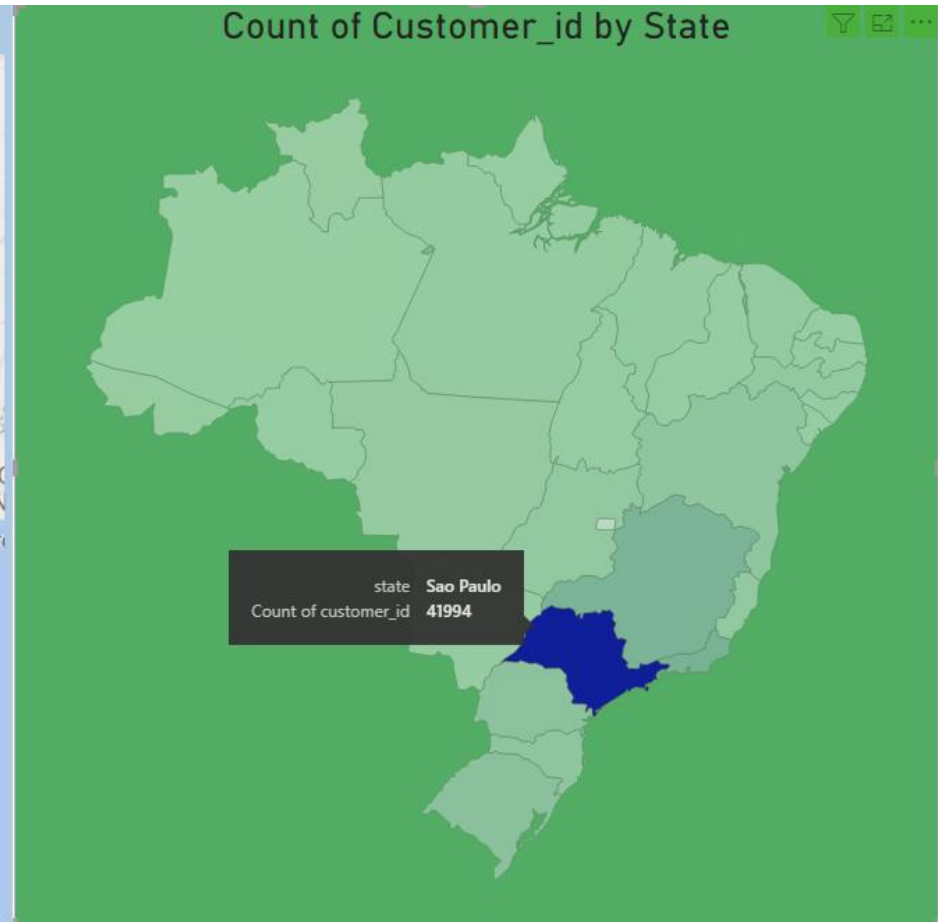 Count of Customer_id by State
state Sao Paulo
Count of customer_id 41994